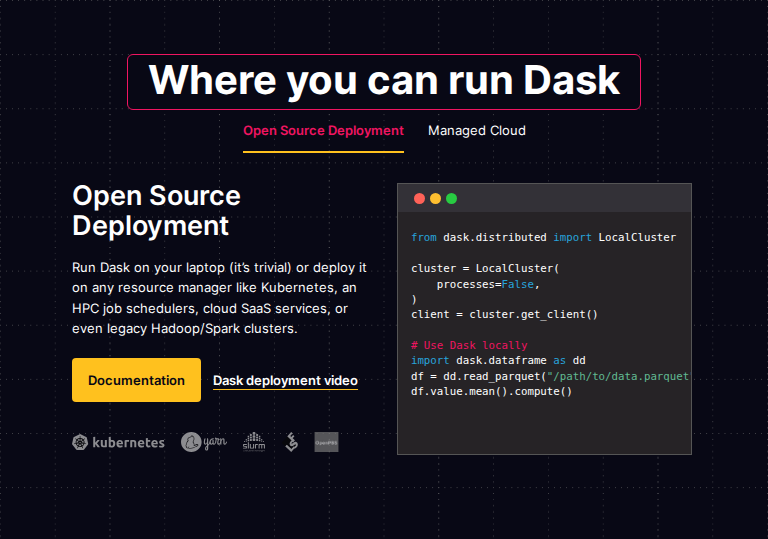 Where you can run Dask
Open Source Deployment
Managed Cloud
Open Source
Deployment
Run Dask on your laptop (it’s trivial) or deploy it
on any resource manager like Kubernetes, an
HPC job schedulers, cloud SaaS services, or
even legacy Hadoop/Spark clusters.
Documentation
Dask deployment video
kubernetes
yarn
slurm
OpenPBS
from dask.distributed import LocalCluster
cluster = LocalCluster(
    processes=False,
)
client = cluster.get_client()
# Use Dask locally
import dask.dataframe as dd
df = dd.read_parquet("/path/to/data.parquet
df.value.mean().compute()